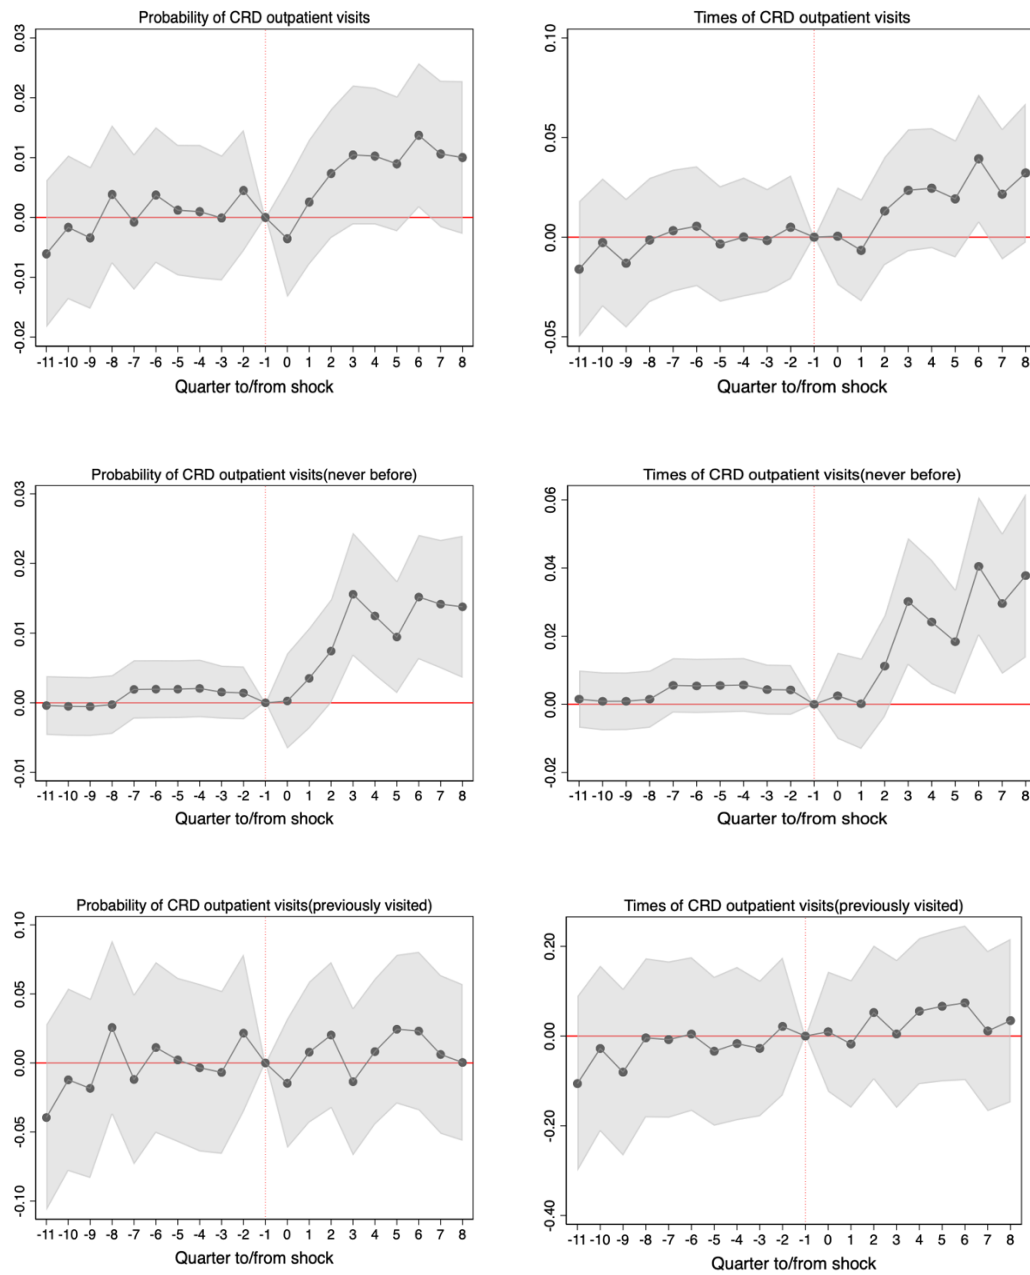 Probability of CRD outpatient visits
0.03
0.02
0.01
0.00
-0.01
-0.02
-11 -10 -9 -8 -7 -6 -5 -4 -3 -2 -1 0 1 2 3 4 5 6 7 8
Quarter to/from shock
Times of CRD outpatient visits
0.10
0.05
0.00
-0.05
-11 -10 -9 -8 -7 -6 -5 -4 -3 -2 -1 0 1 2 3 4 5 6 7 8
Quarter to/from shock
Probability of CRD outpatient visits(never before)
0.03
0.02
0.01
0.00
-0.01
-11 -10 -9 -8 -7 -6 -5 -4 -3 -2 -1 0 1 2 3 4 5 6 7 8
Quarter to/from shock
Times of CRD outpatient visits(never before)
0.06
0.04
0.02
0.00
-0.02
-11 -10 -9 -8 -7 -6 -5 -4 -3 -2 -1 0 1 2 3 4 5 6 7 8
Quarter to/from shock
Probability of CRD outpatient visits(previously visited)
0.10
0.05
0.00
-0.05
-0.10
-11 -10 -9 -8 -7 -6 -5 -4 -3 -2 -1 0 1 2 3 4 5 6 7 8
Quarter to/from shock
Times of CRD outpatient visits(previously visited)
0.20
0.00
-0.20
-0.40
-11 -10 -9 -8 -7 -6 -5 -4 -3 -2 -1 0 1 2 3 4 5 6 7 8
Quarter to/from shock